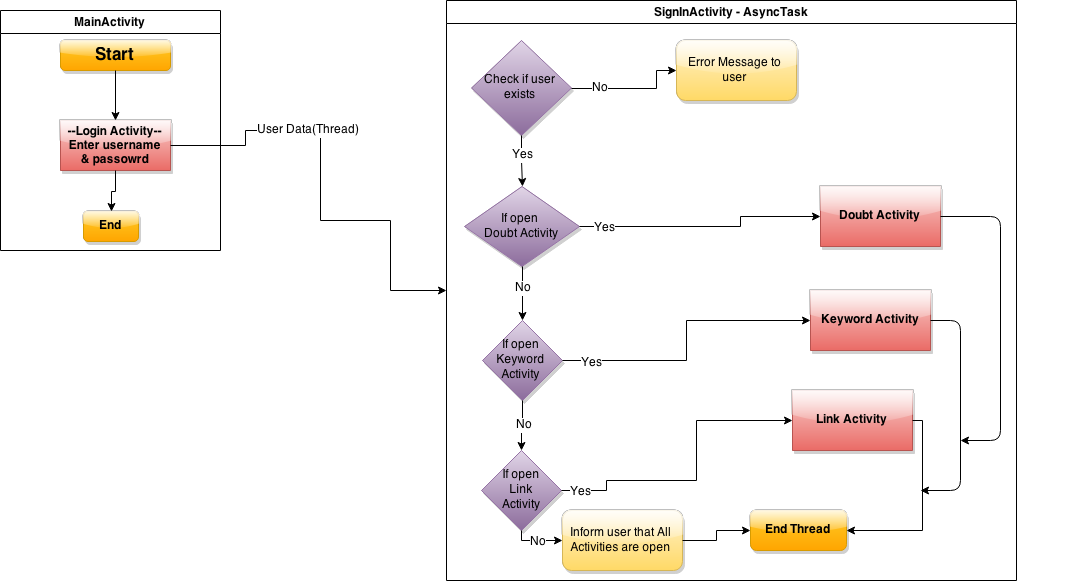 MainActivity
Start
--Login Activity--
Enter username
& passowrd
End
User Data(Thread)
SignInActivity - AsyncTask
Check if user
exists
No
Error Message to
user
Yes
If open
Doubt Activity
Yes
Doubt Activity
No
If open
Keyword
Activity
Yes
Keyword Activity
No
If open
Link
Activity
Yes
Link Activity
No
Inform user that All
Activities are open
End Thread